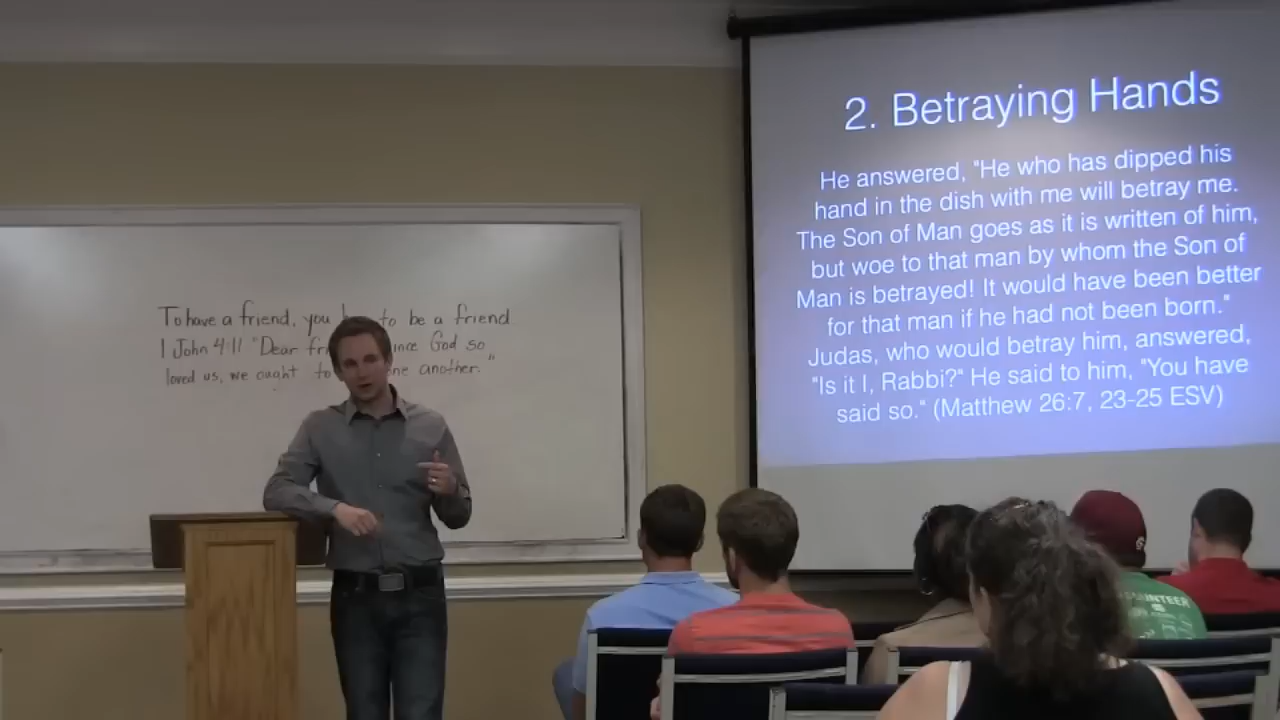 To have a friend, you to be a friend
1 John 4:11 "Dear since God so
loved us, we ought to one another."
2. Betraying Hands
He answered, "He who has dipped his
hand in the dish with me will betray me.
The Son of Man goes as it is written of him,
but woe to that man by whom the Son of
Man is betrayed! It would have been better
for that man if he had not been born."
Judas, who would betray him, answered,
"Is it I, Rabbi?" He said to him, "You have
said so." (Matthew 26:7, 23-25 ESV)